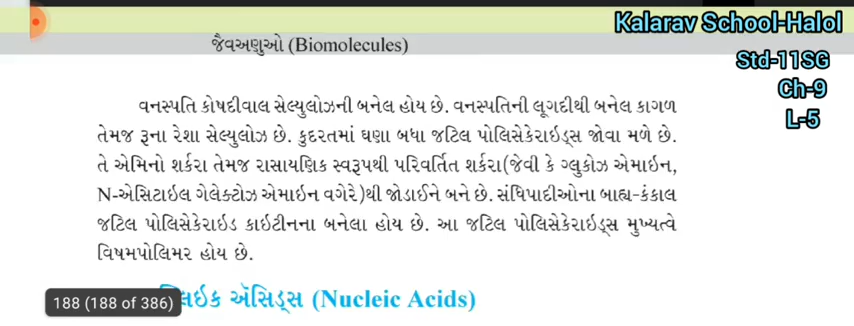 Kalarav School-Halol
જૈવઅણુઓ (Biomolecules)
Std-11SG
Ch-9
L-5
વનસ્પતિ કોષદીવાલ સેલ્યુલોઝની બનેલ હોય છે. વનસ્પતિની લૂગદીથી બનેલ કાગળ
તેમજ રૂના રેશા સેલ્યુલોઝ છે. કુદરતમાં ઘણા બધા જટિલ પોલિસેકેરાઇડ્સ જોવા મળે છે.
તે એમિનો શર્કરા તેમજ રાસાયણિક સ્વરૂપથી પરિવર્તિત શર્કરા(જેવી કે ગ્લુકોઝ એમાઇન,
N-એસિટાઇલ ગેલેક્ટોઝ એમાઇન વગેરે)થી જોડાઈને બને છે. સંધિપાદીઓના બાહ્ય-કંકાલ
જટિલ પોલિસેકેરાઇડ કાઇટીનના બનેલા હોય છે. આ જટિલ પોલિસેકેરાઇડ્સ મુખ્યત્વે
વિષમપોલિમર હોય છે.
188 (188 of 386)
ઍસિડ્સ (Nucleic Acids)